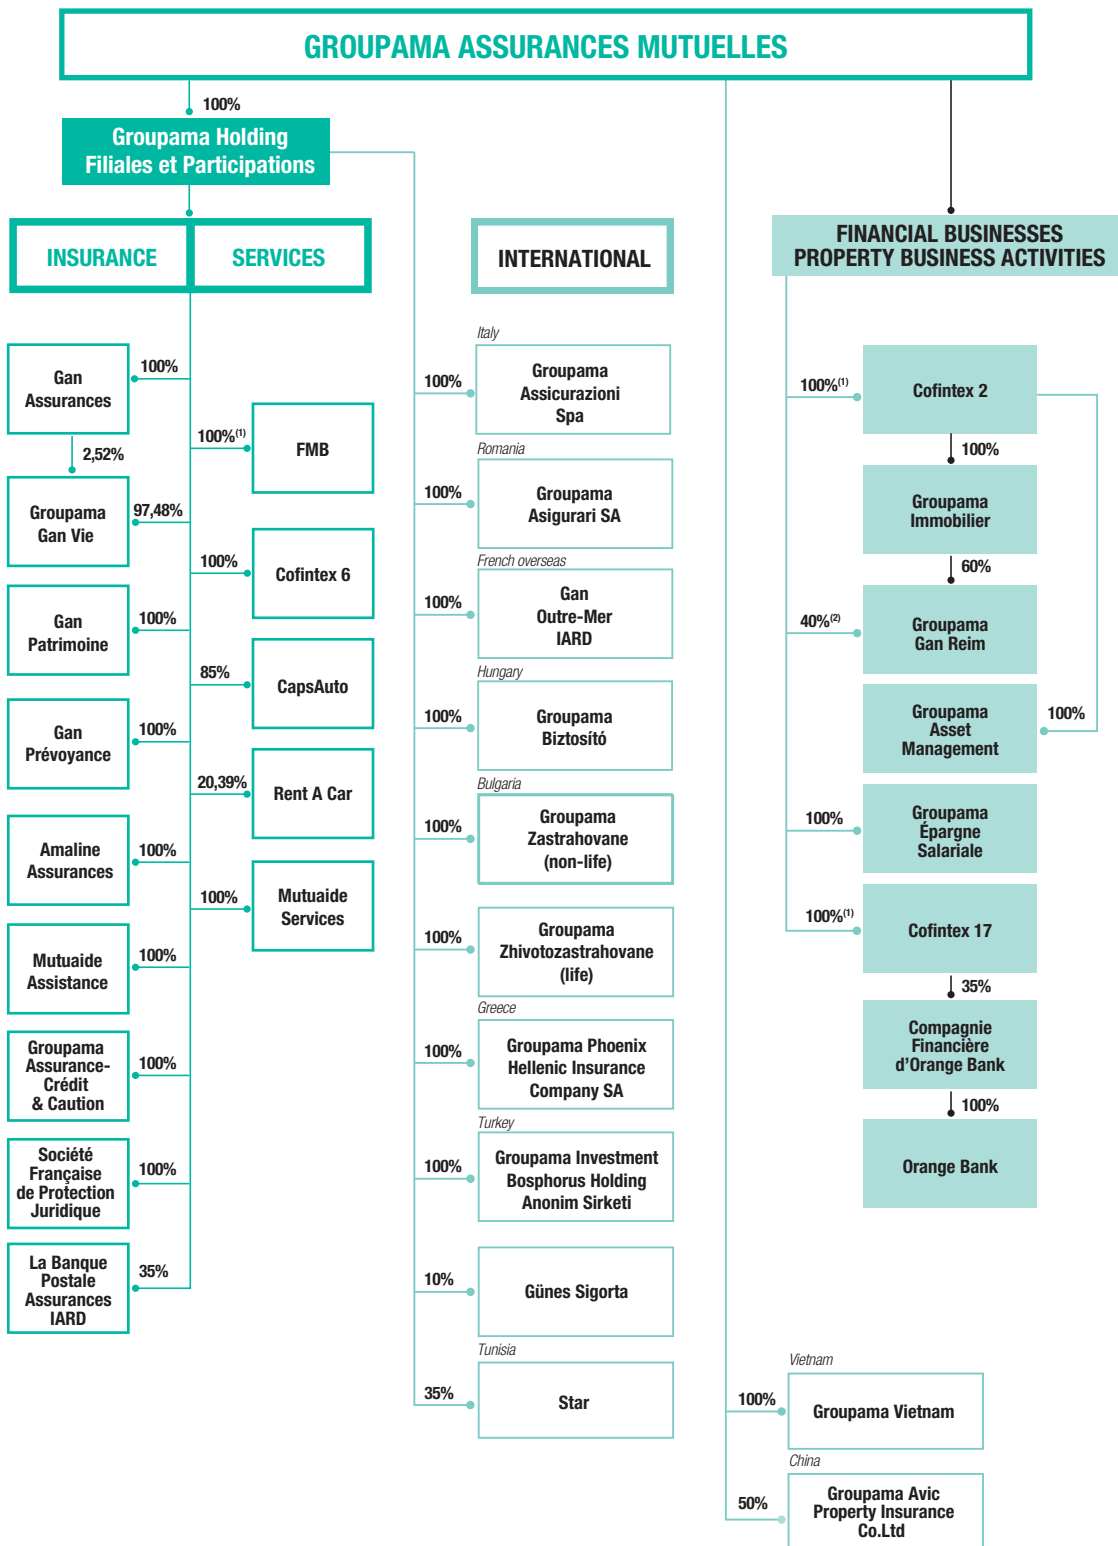 GROUPAMA ASSURANCES MUTUELLES
100%
Groupama Holding
Filiales et Participations
INSURANCE
SERVICES
Gan
Assurances
100%
2,52%
Groupama
Gan Vie
97,48%
Gan
Patrimoine
100%
Gan
Prévoyance
100%
Amaline
Assurances
100%
Mutuaide
Assistance
100%
Groupama
Assurance-
Crédit
& Caution
100%
Société
Française
de Protection
Juridique
100%
La Banque
Postale
Assurances
IARD
35%
100%(1)
FMB
100%
Cofintex 6
85%
CapsAuto
20,39%
Rent A Car
100%
Mutuaide
Services
INTERNATIONAL
Italy
100%
Groupama
Assicurazioni
Spa
Romania
100%
Groupama
Asigurari SA
French overseas
100%
Gan
Outre-Mer
IARD
Hungary
100%
Groupama
Biztosító
Bulgaria
100%
Groupama
Zastrahovane
(non-life)
100%
Groupama
Zhivotozastrahovane
(life)
Greece
100%
Groupama Phoenix
Hellenic Insurance
Company SA
Turkey
100%
Groupama Investment
Bosphorus Holding
Anonim Sirketi
10%
Günes Sigorta
Tunisia
35%
Star
FINANCIAL BUSINESSES
PROPERTY BUSINESS ACTIVITIES
100%(1)
Cofintex 2
100%
Groupama
Immobilier
60%
40%(2)
Groupama
Gan Reim
Groupama
Asset
Management
100%
100%
Groupama
Épargne
Salariale
100%(1)
Cofintex 17
35%
Compagnie
Financière
d'Orange Bank
100%
Orange Bank
Vietnam
100%
Groupama Vietnam
China
50%
Groupama Avic
Property Insurance
Co.Ltd